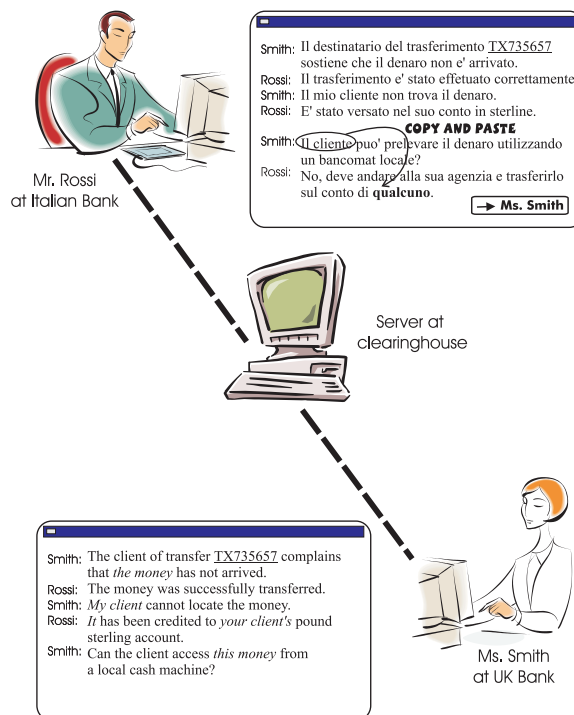 Smith: Il destinatario del trasferimento TX735657
sostiene che il denaro non e' arrivato.
Rossi: Il trasferimento e' stato effetuato correttamente
Smith: Il mio cliente non trova il denaro.
Rossi: E' stato versato nel suo conto in sterline.
COPY AND PASTE
Smith: Il cliente puo' prelevare il denaro utilizzando
un bancomat locale?
Rossi: No, deve andare alla sua agenzia e trasferirlo
sul conto di qualcuno.
→ Ms. Smith
Mr. Rossi
at Italian Bank
Server at
clearinghouse
Smith: The client of transfer TX735657 complains
that the money has not arrived.
Rossi: The money was successfully transferred.
Smith: My client cannot locate the money.
Rossi: It has been credited to your client's pound
sterling account.
Smith: Can the client access this money from
a local cash machine?
Ms. Smith
at UK Bank